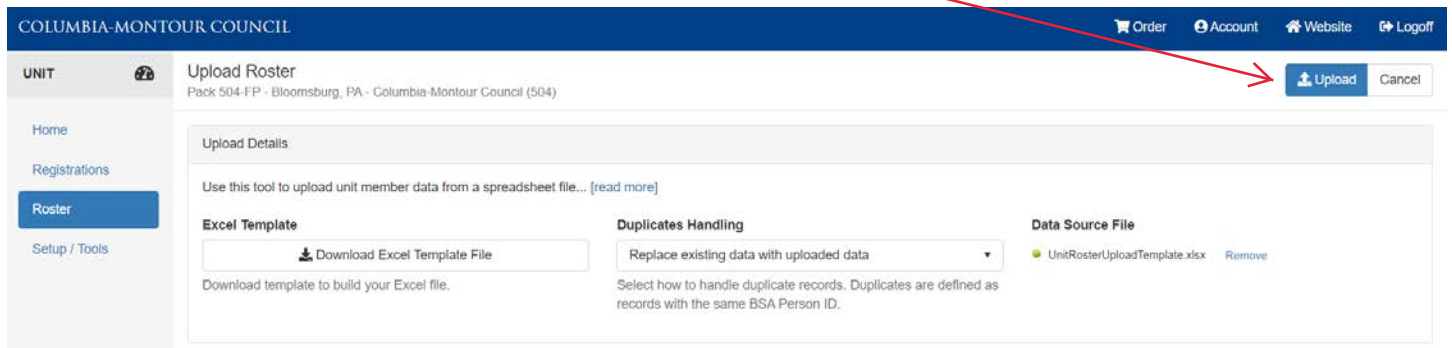 COLUMBIA-MONTOUR COUNCIL
Order
Account
Website
Logoff
UNIT
Upload Roster
Pack 504-FP - Bloomsburg, PA - Columbia-Montour Council (504)
Upload
Cancel
Home
Registrations
Roster
Setup / Tools
Upload Details
Use this tool to upload unit member data from a spreadsheet file... [read more]
Excel Template
Download Excel Template File
Download template to build your Excel file.
Duplicates Handling
Replace existing data with uploaded data
Select how to handle duplicate records. Duplicates are defined as
records with the same BSA Person ID.
Data Source File
UnitRosterUploadTemplate.xlsx Remove